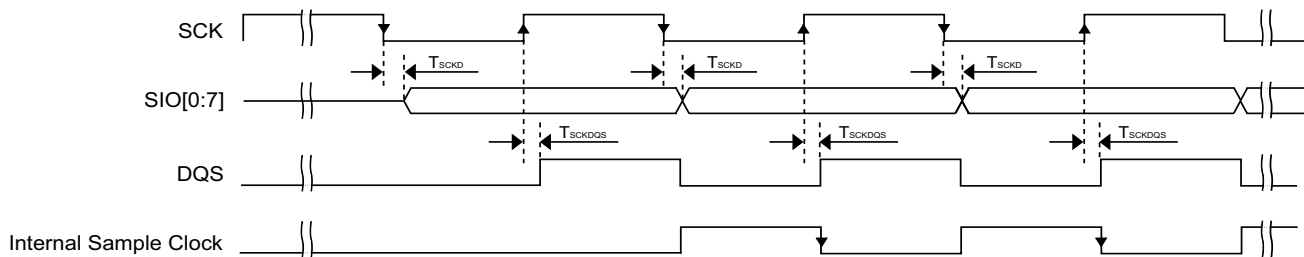 SCK
TSCKD TSCKD TSCKD
SIO[0:7]
TSCKDQS TSCKDQS TSCKDQS
DQS
Internal Sample Clock